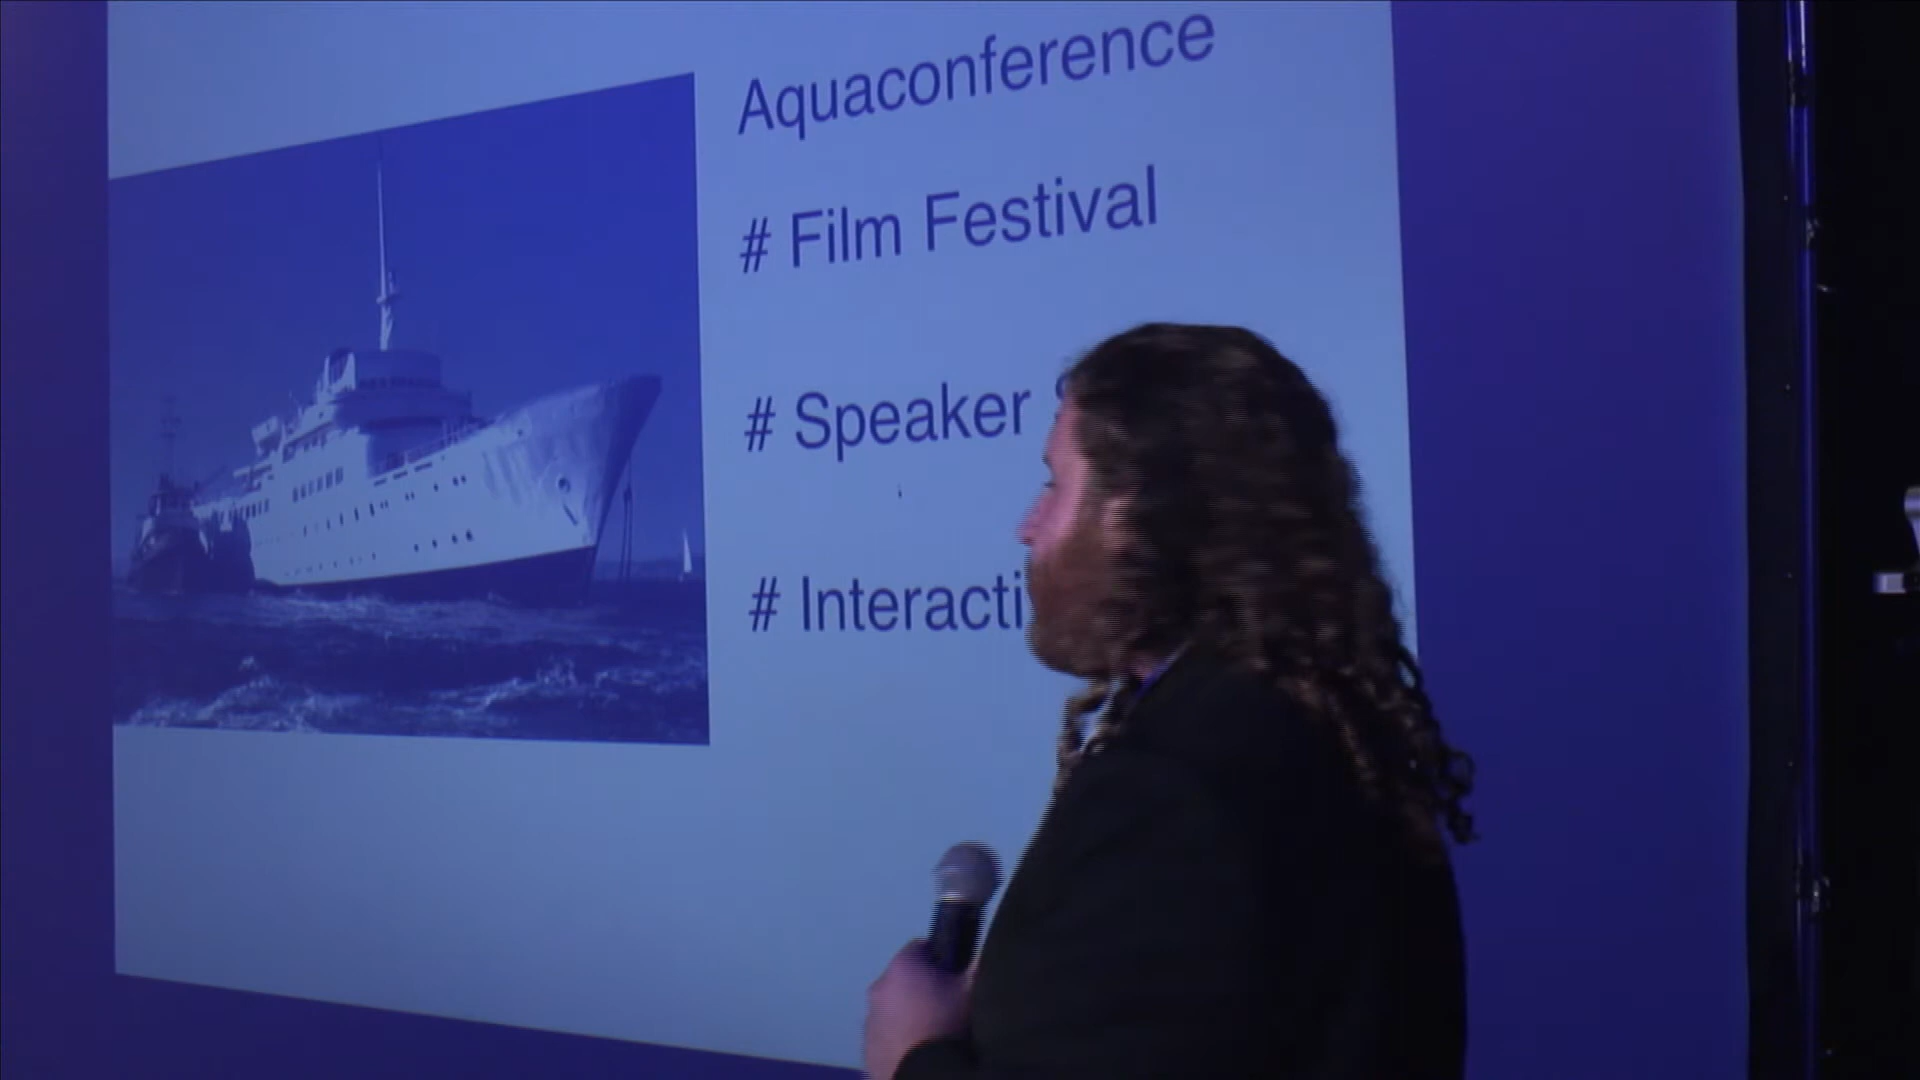 Aquaconference
# Film Festival
# Speaker
# Interacti